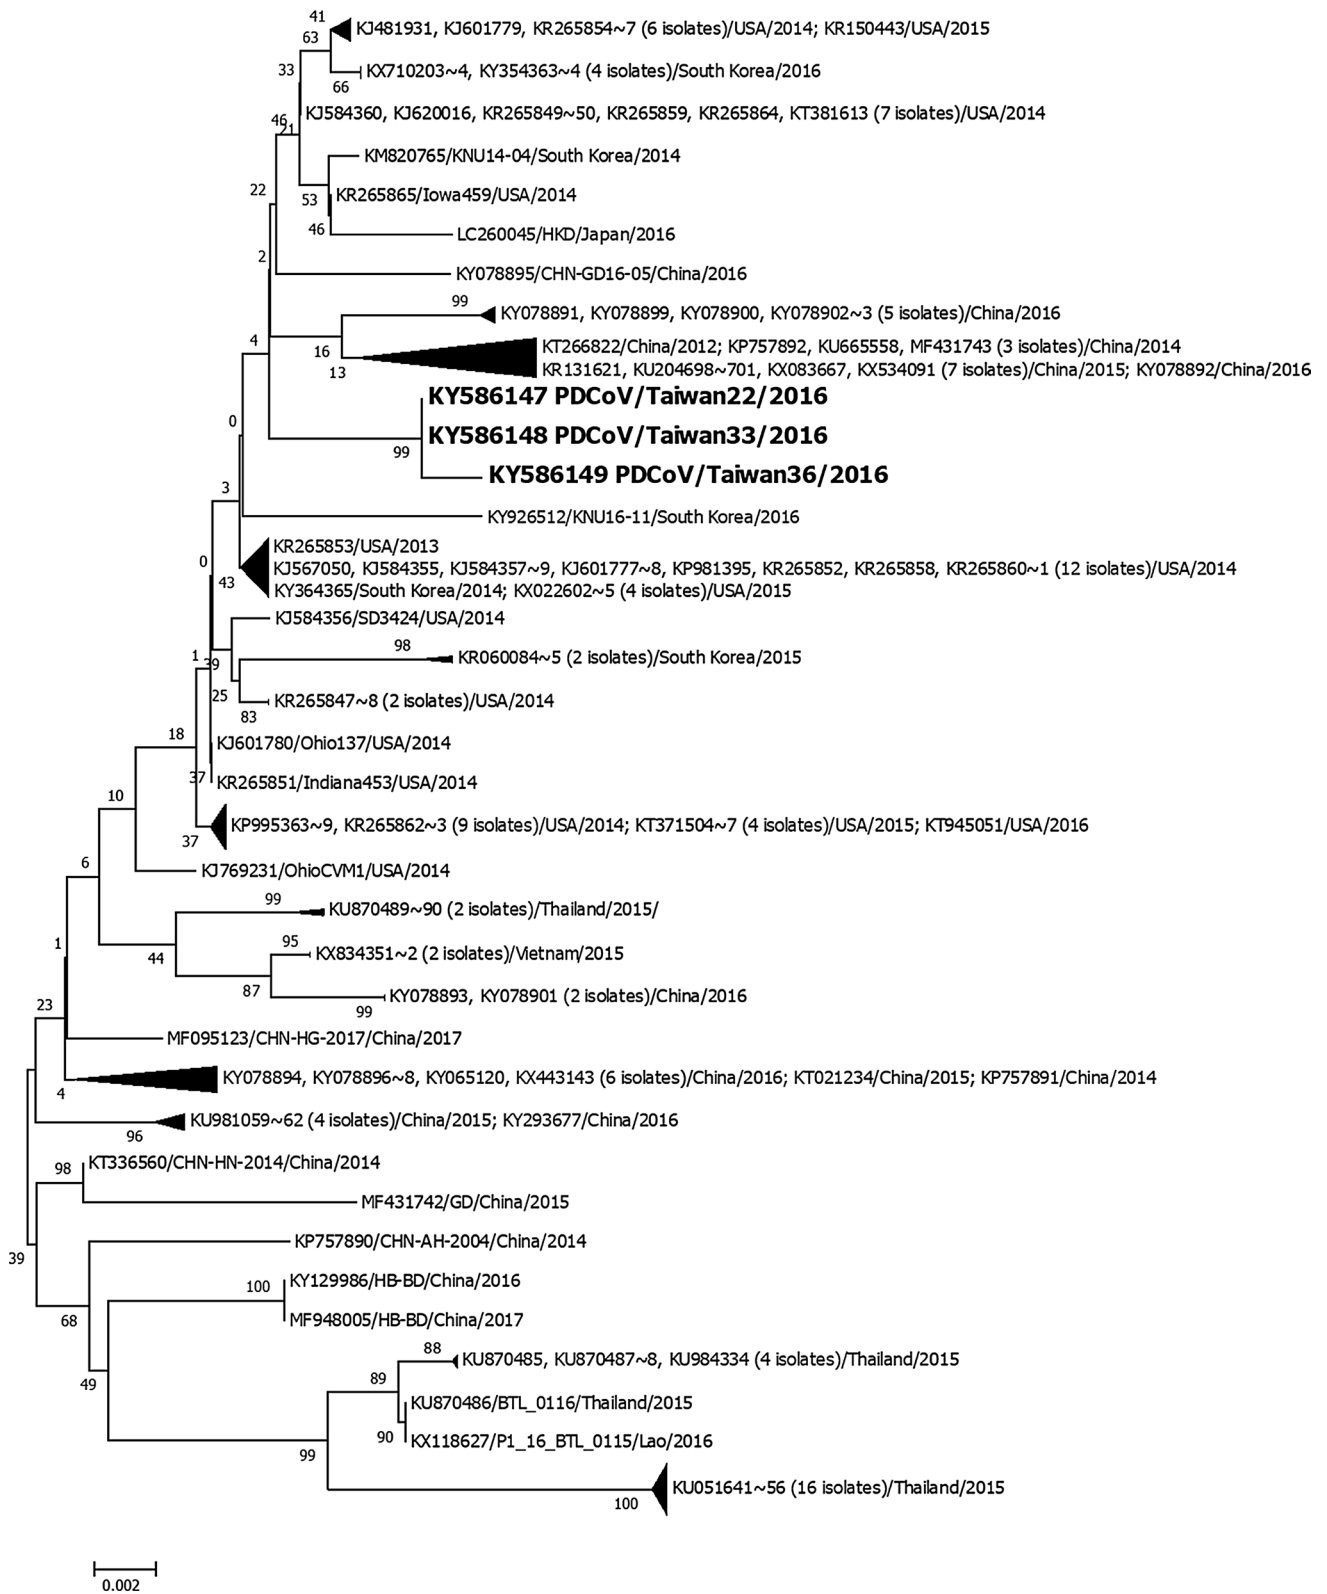 41
KJ481931, KJ601779, KR265854~7 (6 isolates)/USA/2014; KR150443/USA/2015
63
33
KX710203~4, KY354363~4 (4 isolates)/South Korea/2016
66
KJ584360, KJ620016, KR265849~50, KR265859, KR265864, KT381613 (7 isolates)/USA/2014
46
21
KM820765/KNU14-04/South Korea/2014
22
53
KR265865/Iowa459/USA/2014
46
LC260045/HKD/Japan/2016
2
KY078895/CHN-GD16-05/China/2016
99
KY078891, KY078899, KY078900, KY078902~3 (5 isolates)/China/2016
4
16
KT266822/China/2012; KP757892, KU665558, MF431743 (3 isolates)/China/2014
13
KR131621, KU204698~701, KX083667, KX534091 (7 isolates)/China/2015; KY078892/China/2016
KY586147 PDCoV/Taiwan22/2016
0
KY586148 PDCoV/Taiwan33/2016
99
KY586149 PDCoV/Taiwan36/2016
3
KY926512/KNU16-11/South Korea/2016
KR265853/USA/2013
0
KJ567050, KJ584355, KJ584357~9, KJ601777~8, KP981395, KR265852, KR265858, KR265860~1 (12 isolates)/USA/2014
43
KY364365/South Korea/2014; KX022602~5 (4 isolates)/USA/2015
KJ584356/SD3424/USA/2014
98
1
39
KR060084~5 (2 isolates)/South Korea/2015
25
KR265847~8 (2 isolates)/USA/2014
83
18
KJ601780/Ohio137/USA/2014
37
KR265851/Indiana453/USA/2014
10
KP995363~9, KR265862~3 (9 isolates)/USA/2014; KT371504~7 (4 isolates)/USA/2015; KT945051/USA/2016
37
6
KJ769231/OhioCVM1/USA/2014
99
KU870489~90 (2 isolates)/Thailand/2015/
1
95
44
KX834351~2 (2 isolates)/Vietnam/2015
87
KY078893, KY078901 (2 isolates)/China/2016
99
23
MF095123/CHN-HG-2017/China/2017
KY078894, KY078896~8, KY065120, KX443143 (6 isolates)/China/2016; KT021234/China/2015; KP757891/China/2014
4
KU981059~62 (4 isolates)/China/2015; KY293677/China/2016
96
98
KT336560/CHN-HN-2014/China/2014
MF431742/GD/China/2015
39
KP757890/CHN-AH-2004/China/2014
100
KY129986/HB-BD/China/2016
68
MF948005/HB-BD/China/2017
88
KU870485, KU870487~8, KU984334 (4 isolates)/Thailand/2015
49
89
KU870486/BTL_0116/Thailand/2015
90
KX118627/P1_16_BTL_0115/Lao/2016
99
KU051641~56 (16 isolates)/Thailand/2015
100
0.002